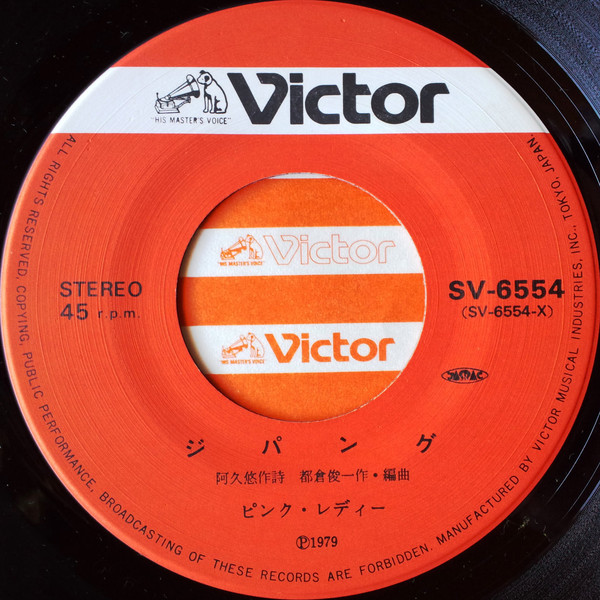 Victor
"HIS MASTER'S VOICE"
Victor
"HIS MASTER'S VOICE"
STEREO
45 r.p.m.
SV-6554
(SV-6554-X)
Victor
"HIS MASTER'S VOICE"
ジパング
阿久悠作詩 都倉俊一作・編曲
ピンク・レディー
Ⓟ1979
ALL RIGHTS RESERVED, COPYING, PUBLIC PERFORMANCE, BROADCASTING OF THESE RECORDS ARE FORBIDDEN. MANUFACTURED BY VICTOR MUSICAL INDUSTRIES, INC., TOKYO, JAPAN